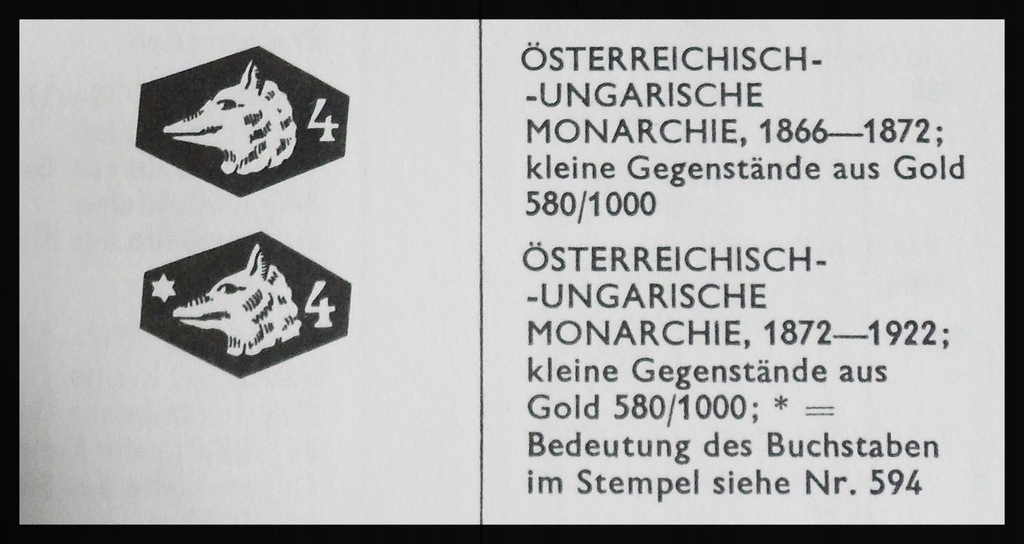 4
ÖSTERREICHISCH-
-UNGARISCHE
MONARCHIE, 1866—1872;
kleine Gegenstände aus Gold
580/1000
4
ÖSTERREICHISCH-
-UNGARISCHE
MONARCHIE, 1872—1922;
kleine Gegenstände aus
Gold 580/1000; * =
Bedeutung des Buchstaben
im Stempel siehe Nr. 594